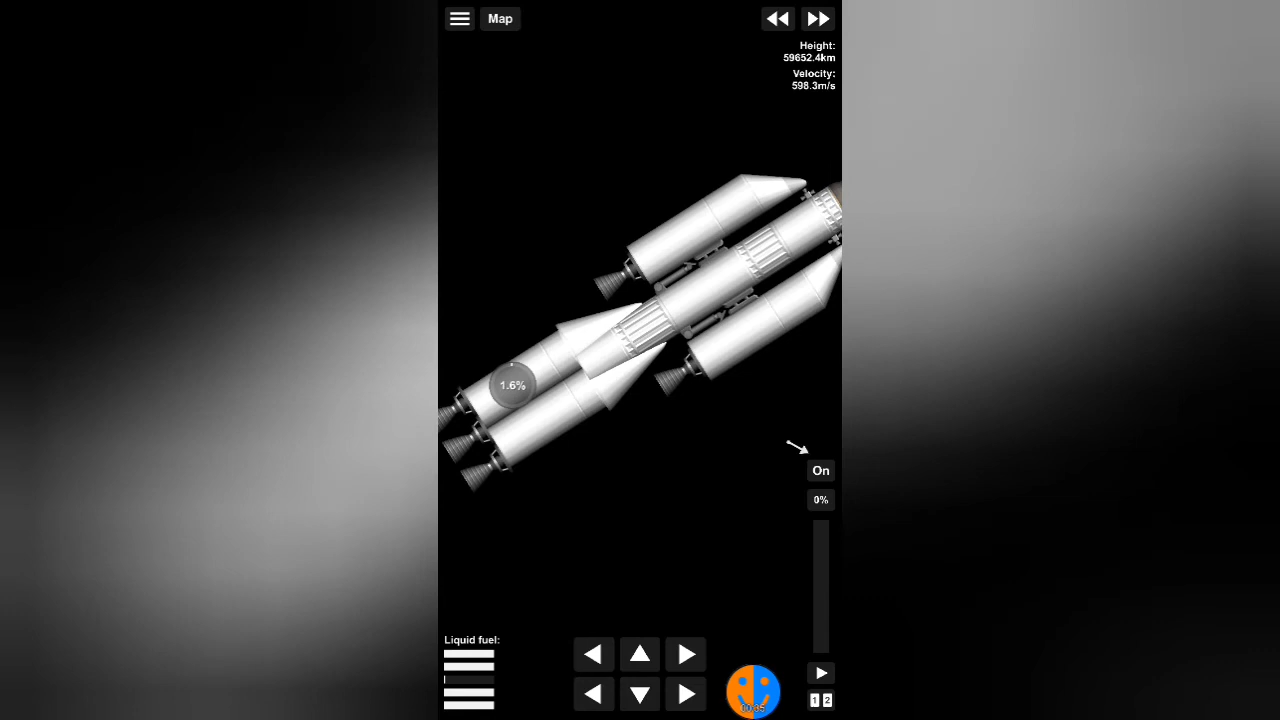 Map
Height:
59652.4km
Velocity:
598.3m/s
1.6%
On
0%
Liquid fuel:
1 2